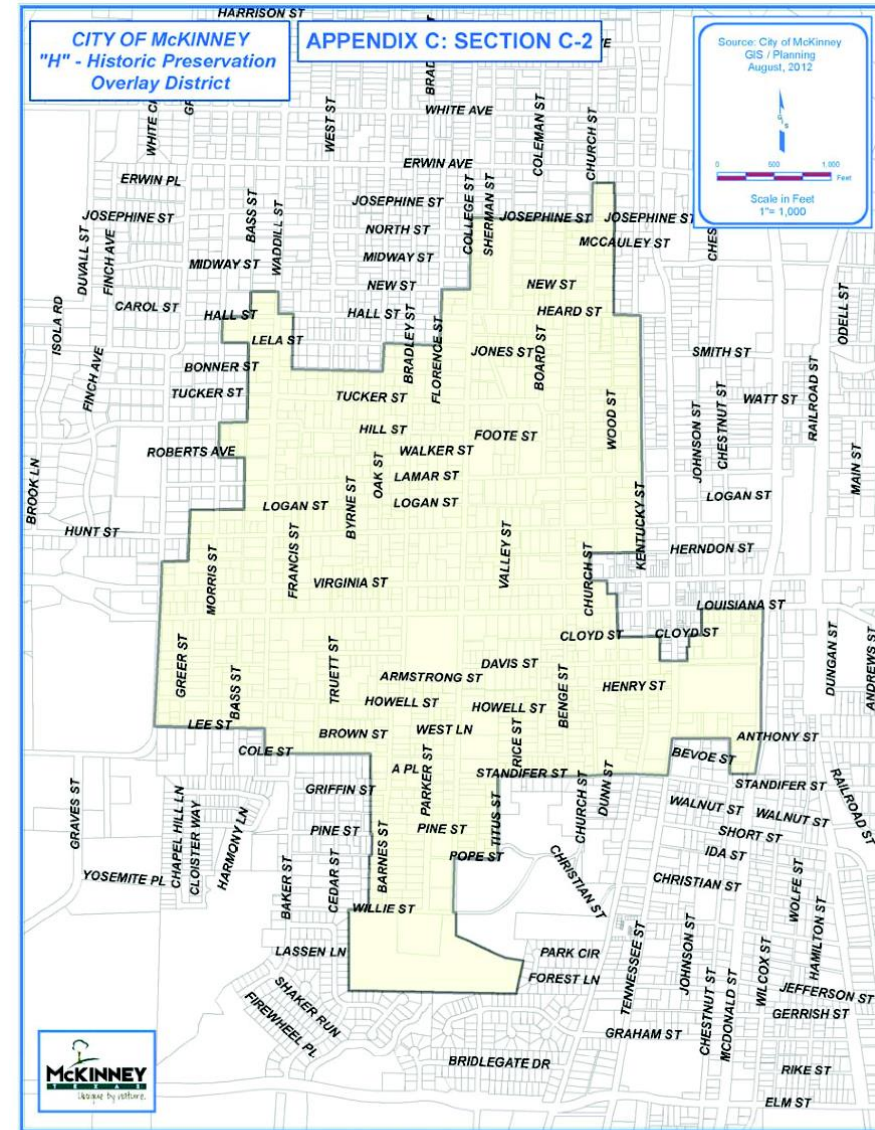 HARRISON ST
CITY OF McKINNEY
"H" - Historic Preservation
Overlay District
APPENDIX C: SECTION C-2
Source: City of McKinney
GIS / Planning
August, 2012
0 500 1,000
Feet
Scale in Feet
1"= 1,000
WHITE AVE
WEST ST
COLEMAN ST
CHURCH ST
ERWIN AVE
ERWIN PL
JOSEPHINE ST
BASS ST
WADDILL ST
JOSEPHINE ST
NORTH ST
COLLEGE ST
SHERMAN ST
JOSEPHINE ST
JOSEPHINE ST
MCCAULEY ST
DUVALL ST
FINCH AVE
MIDWAY ST
MIDWAY ST
NEW ST
NEW ST
ISOLA RD
CAROL ST
HALL ST
HALL ST
HEARD ST
ODELL ST
LELA ST
BRADLEY ST
FLORENCE ST
JONES ST
BOARD ST
SMITH ST
BONNER ST
FINCH AVE
TUCKER ST
TUCKER ST
WATT ST
RAILROAD ST
HILL ST
FOOTE ST
WOOD ST
JOHNSON ST
CHESTNUT ST
ROBERTS AVE
WALKER ST
OAK ST
LAMAR ST
MAIN ST
BROOK LN
LOGAN ST
BYRNE ST
LOGAN ST
LOGAN ST
HUNT ST
KENTUCKY ST
HERNDON ST
MORRIS ST
FRANCIS ST
VIRGINIA ST
VALLEY ST
CHURCH ST
LOUISIANA ST
CLOYD ST
CLOYD ST
GREER ST
BASS ST
TRUETT ST
ARMSTRONG ST
DAVIS ST
BENGE ST
HENRY ST
DUNGAN ST
ANDREWS ST
HOWELL ST
HOWELL ST
LEE ST
BROWN ST
WEST LN
RICE ST
ANTHONY ST
COLE ST
BEVOE ST
A PL
PARKER ST
STANDIFER ST
STANDIFER ST
GRIFFIN ST
CHURCH ST
DUNN ST
RAILROAD ST
GRAVES ST
CHAPEL HILL LN
CLOISTER WAY
HARMONY LN
PINE ST
BARNES ST
PINE ST
TITUS ST
WALNUT ST
WALNUT ST
SHORT ST
POPE ST
IDA ST
YOSEMITE PL
BAKER ST
CEDAR ST
CHRISTIAN ST
CHRISTIAN ST
WOLFE ST
WILLIE ST
HAMILTON ST
LASSEN LN
PARK CIR
TENNESSEE ST
JOHNSON ST
CHESTNUT ST
MCDONALD ST
WILCOX ST
FOREST LN
JEFFERSON ST
SHAKER RUN
FIREWHEEL PL
GERRISH ST
GRAHAM ST
BRIDLEGATE DR
RIKE ST
ELM ST
McKINNEY
TEXAS
Unique by nature.